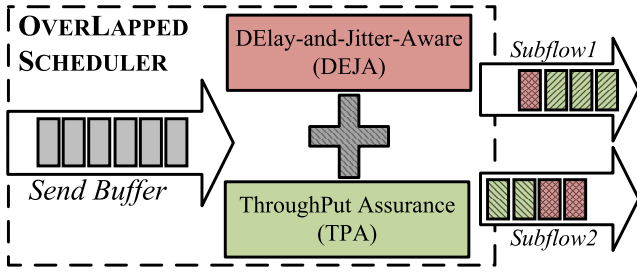 OVERLAPPED
SCHEDULER
DElay-and-Jitter-Aware
(DEJA)
Subflow1
Send Buffer
ThroughPut Assurance
(TPA)
Subflow2